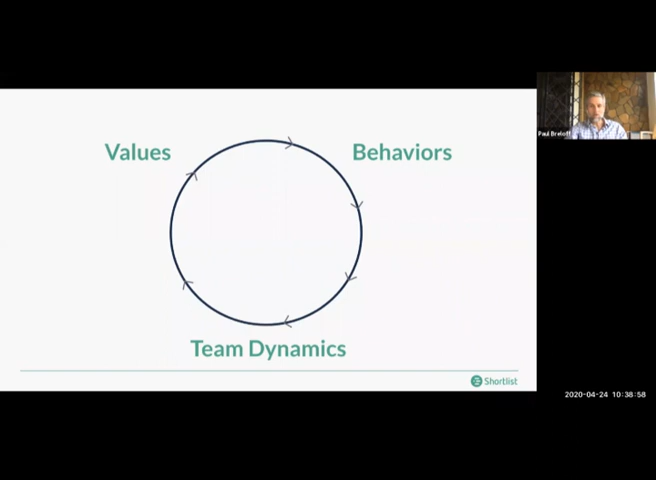 Values
Behaviors
Team Dynamics
Shortlist
Paul Breloff
2020-04-24 10:38:58